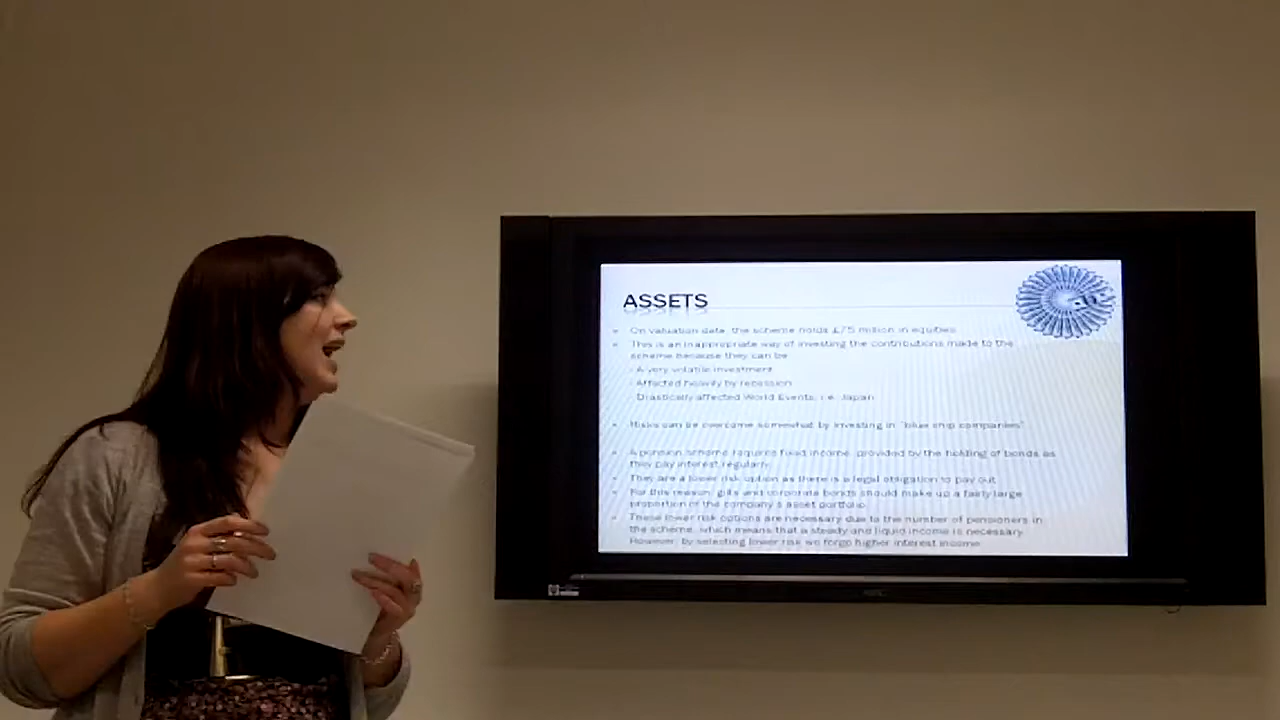 ASSETS
On valuation date, the scheme holds £75 million in equities
This is an inappropriate way of investing the contributions made to the
scheme because they can be
- A very volatile investment
- Affected heavily by recession
- Drastically affected World Events, i.e. Japan
Risks can be overcome somewhat by investing in "blue chip companies"
A pension scheme requires fixed income, provided by the holding of bonds as
they pay interest regularly.
They are a lower risk option as there is a legal obligation to pay out.
For this reason, gilts and corporate bonds should make up a fairly large
proportion of the company's asset portfolio.
These lower risk options are necessary due to the number of pensioners in
the scheme, which means that a steady and liquid income is necessary.
However, by selecting lower risk we forgo higher interest income